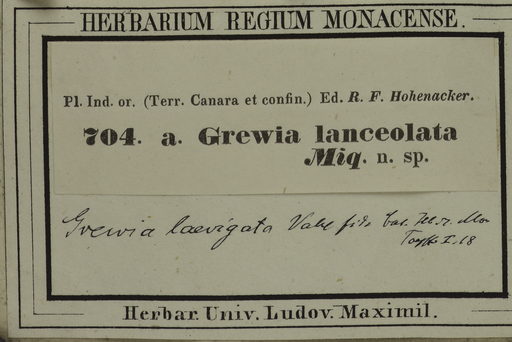 HERBARIUM REGIUM MONACENSE.
Pl. Ind. or. (Terr. Canara et confin.) Ed. R. F. Hohenacker.
704. a. Grewia lanceolata
Miq. n. sp.
Grewia laevigata Vahl fide
Herbar. Univ. Ludov. Maximil.